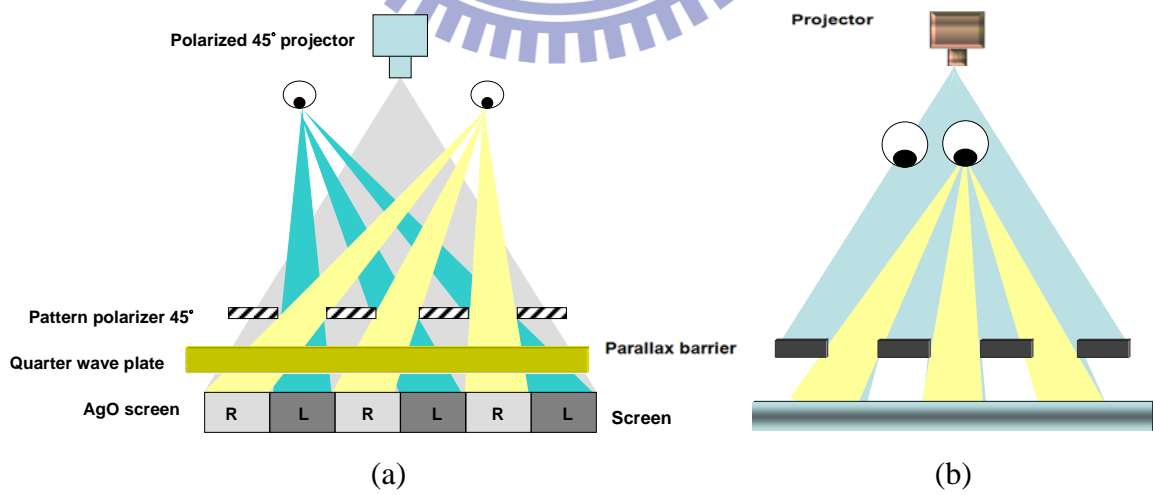 Polarized 45° projector
Pattern polarizer 45°
Quarter wave plate
AgO screen
R L R L R L
Screen
(a)
Projector
Parallax barrier
(b)